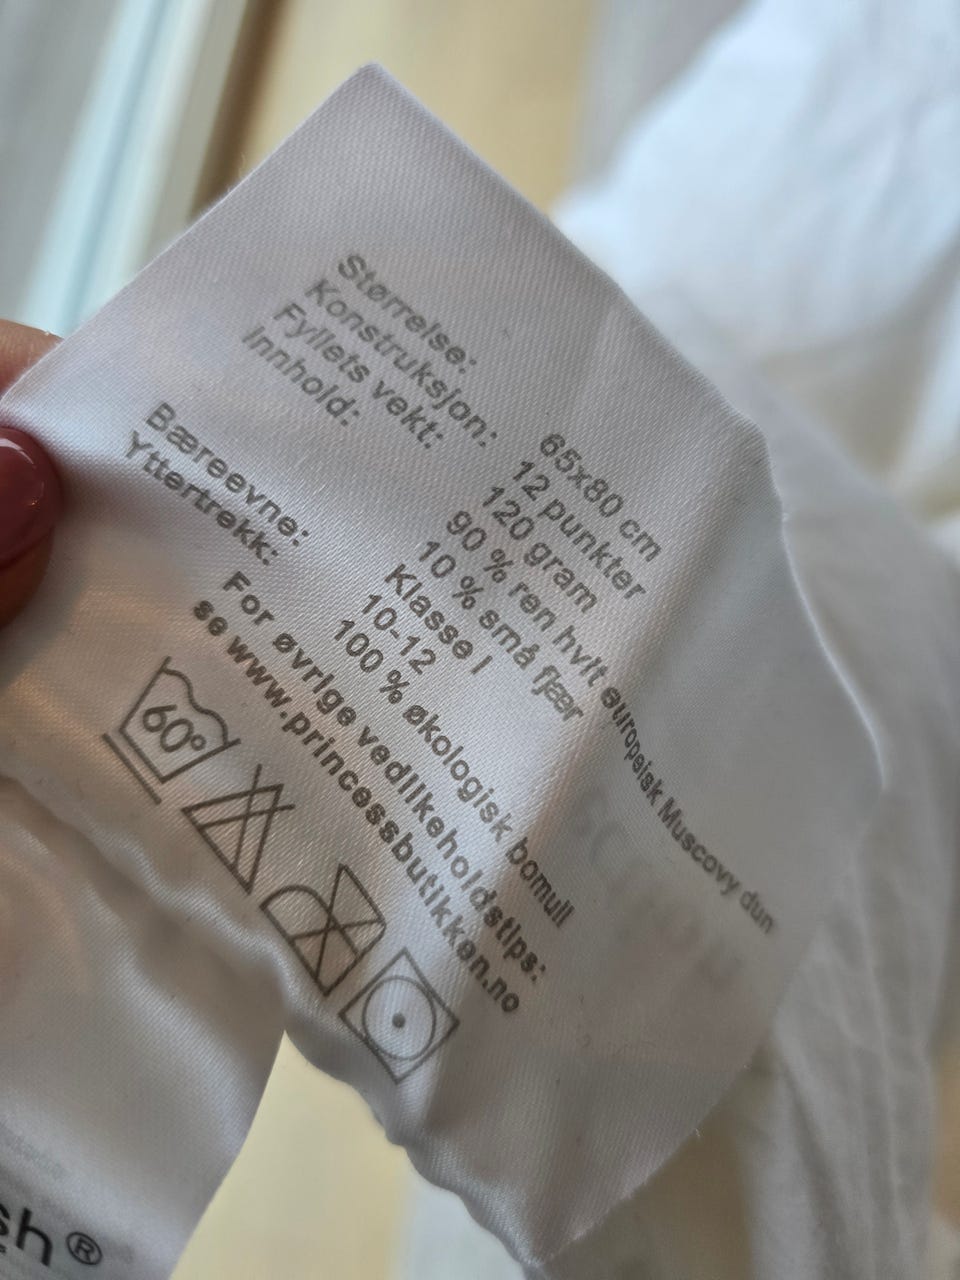 Størrelse: 65x80 cm
Konstruksjon: 12 punkter
Fyllets vekt: 120 gram
Innhold: 90 % ren hvit europeisk Muscovy dun
10 % små fjær
Klasse I
Bæreevne: 10-12
Yttertrekk: 100 % økologisk bomull
For øvrige vedlikeholdstips:
se www.princessbutikken.no
60°
sh®